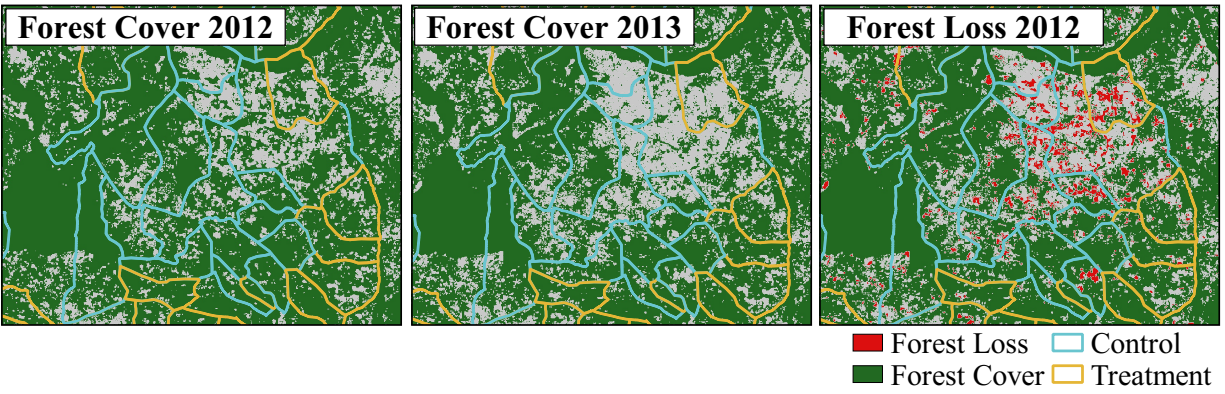 Forest Cover 2012
Forest Cover 2013
Forest Loss 2012
Forest Loss
Control
Forest Cover
Treatment